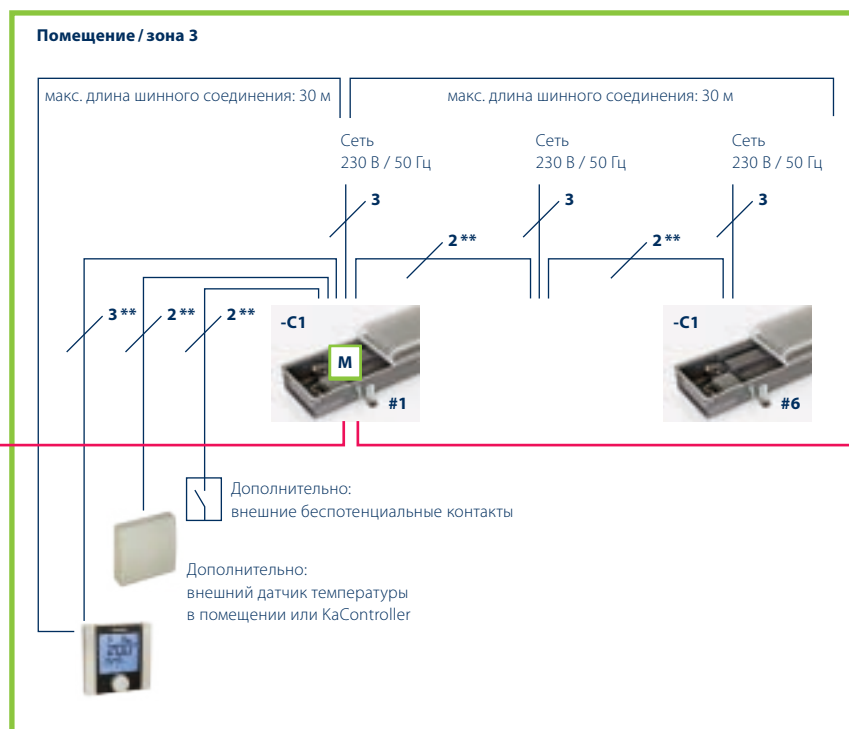 Помещение / зона 3
макс. длина шинного соединения: 30 м
макс. длина шинного соединения: 30 м
Сеть
230 В / 50 Гц
Сеть
230 В / 50 Гц
Сеть
230 В / 50 Гц
3
3
3
2 **
2 **
3 **
2 **
2 **
-C1
M
#1
-C1
#6
Дополнительно:
внешние беспотенциальные контакты
Дополнительно:
внешний датчик температуры
в помещении или KaController